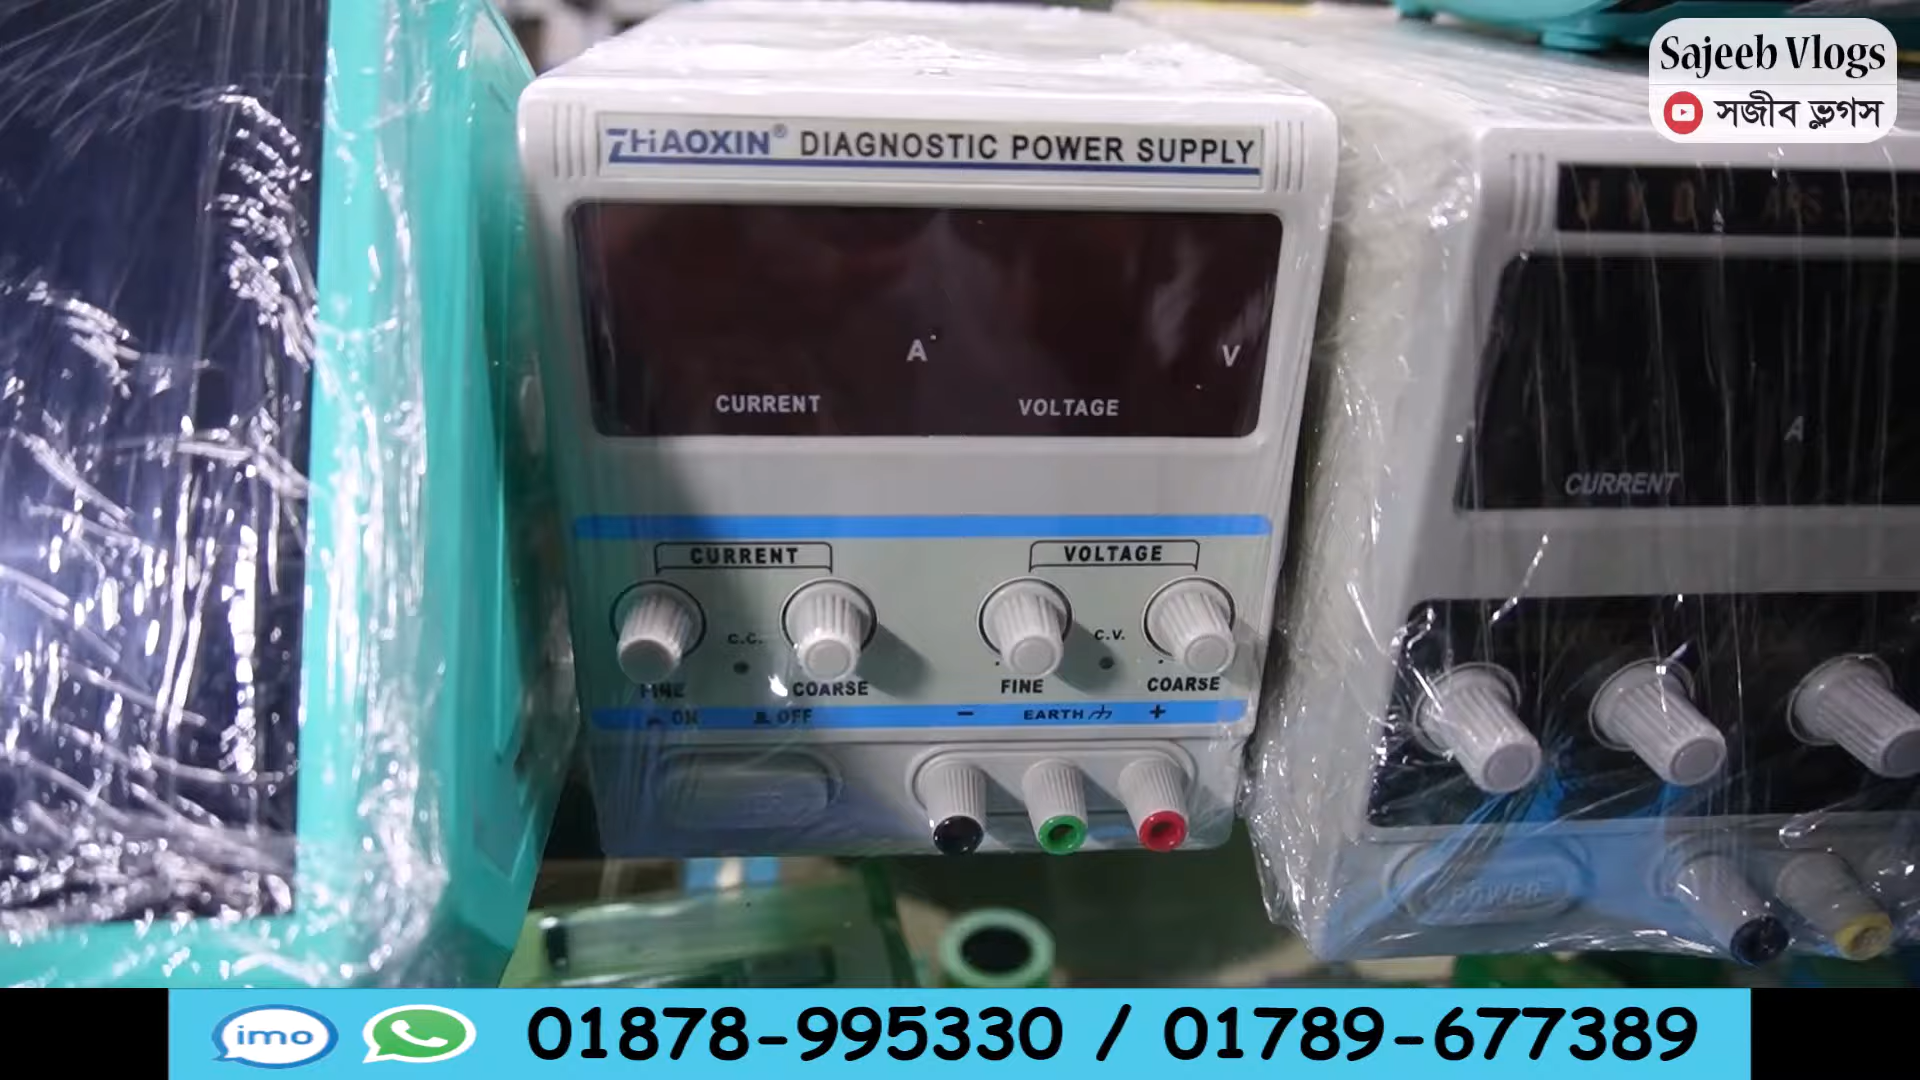 Sajeeb Vlogs
সজীব ভ্লগস
ZHAOXIN® DIAGNOSTIC POWER SUPPLY
A V
CURRENT VOLTAGE
CURRENT VOLTAGE
C.C. C.V.
FINE COARSE FINE COARSE
ON OFF - EARTH +
A
CURRENT
POWER
imo 01878-995330 / 01789-677389